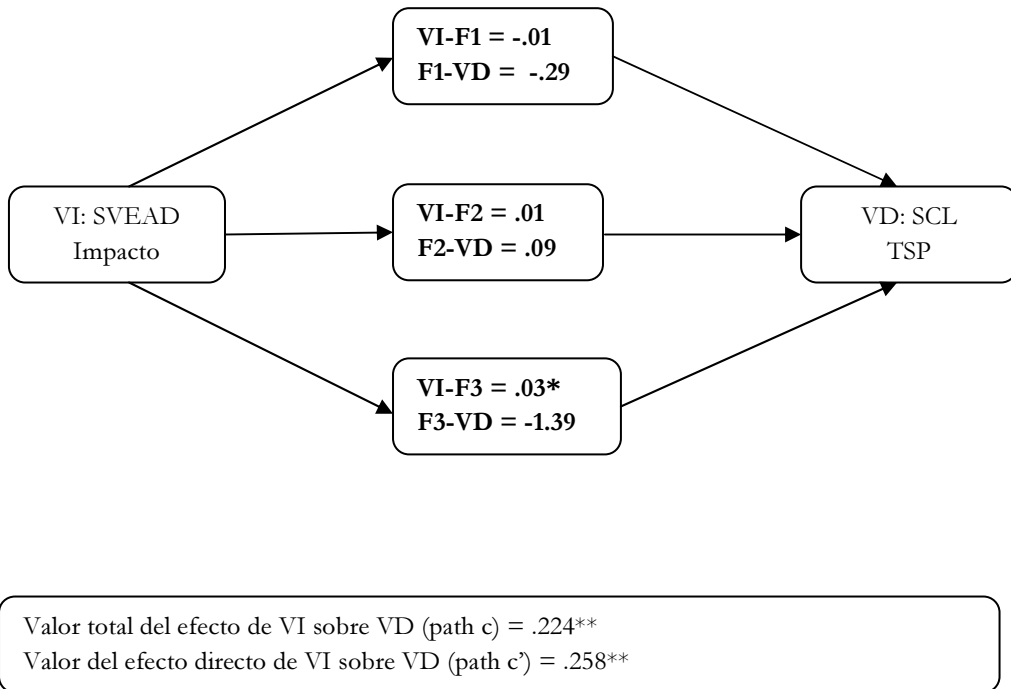 VI-F1 = -.01
F1-VD = -.29
VI: SVEAD
Impacto
VI-F2 = .01
F2-VD = .09
VD: SCL
TSP
VI-F3 = .03*
F3-VD = -1.39
Valor total del efecto de VI sobre VD (path c) = .224**
Valor del efecto directo de VI sobre VD (path c’) = .258**